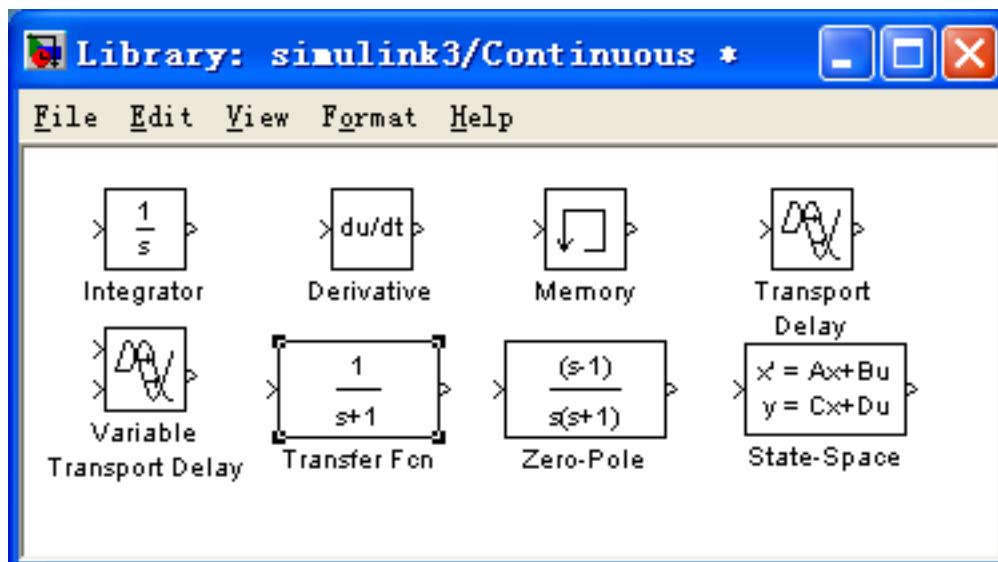 Library: simulink3/Continuous *
File Edit View Format Help
1
s
Integrator
du/dt
Derivative
Memory
Transport
Delay
Variable
Transport Delay
1
s+1
Transfer Fcn
(s-1)
s(s+1)
Zero-Pole
x' = Ax+Bu
y = Cx+Du
State-Space